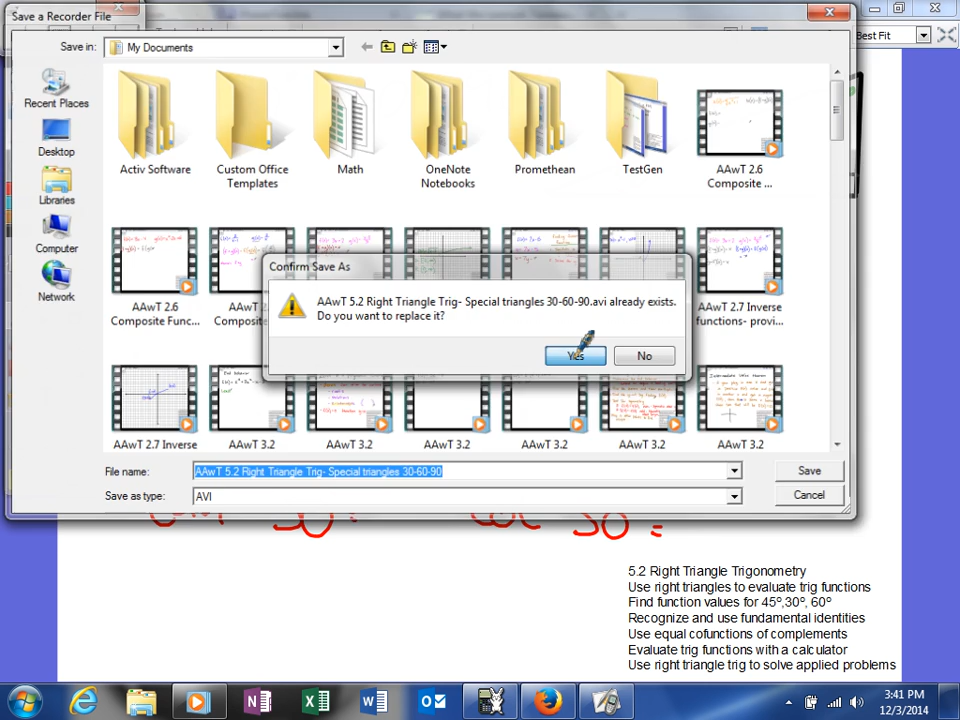 Save a Recorder File
Save in:
My Documents
Best Fit
Recent Places
Desktop
Libraries
Computer
Network
Activ Software
Custom Office
Templates
Math
OneNote
Notebooks
Promethean
TestGen
AAwT 2.6
Composite ...
AAwT 2.6
Composite Func...
AAwT 2.7 Inverse
functions- provi...
Confirm Save As
AAwT 5.2 Right Triangle Trig- Special triangles 30-60-90.avi already exists.
Do you want to replace it?
Yes
No
AAwT 2.7 Inverse
AAwT 3.2
AAwT 3.2
AAwT 3.2
AAwT 3.2
AAwT 3.2
AAwT 3.2
File name:
AAwT 5.2 Right Triangle Trig- Special triangles 30-60-90
Save
Save as type:
AVI
Cancel
30°=
30°=
5.2 Right Triangle Trigonometry
Use right triangles to evaluate trig functions
Find function values for 45°,30°, 60°
Recognize and use fundamental identities
Use equal cofunctions of complements
Evaluate trig functions with a calculator
Use right triangle trig to solve applied problems
3:41 PM
12/3/2014